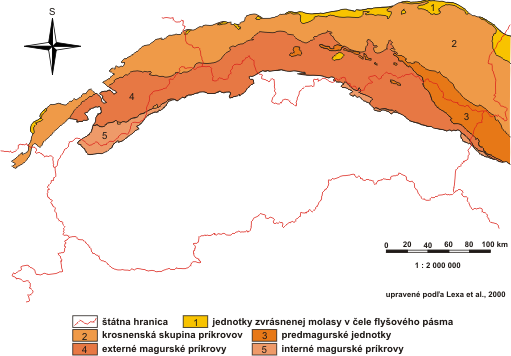 S
1
2
4
3
5
0 20 40 60 80 100 km
1 : 2 000 000
upravené podľa Lexa et al., 2000
štátna hranica 1 jednotky zvrásnenej molasy v čele flyšového pásma
2 krosnenská skupina príkrovov 3 predmagurské jednotky
4 externé magurské príkrovy 5 interné magurské príkrovy